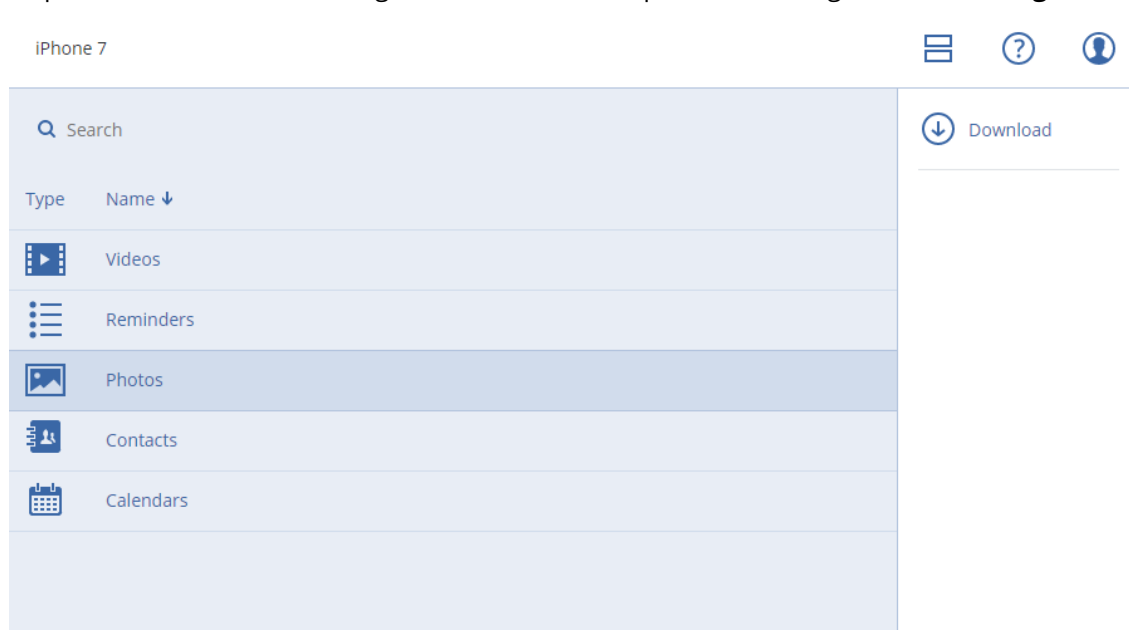 iPhone 7
Search
Download
Type Name
Videos
Reminders
Photos
Contacts
Calendars